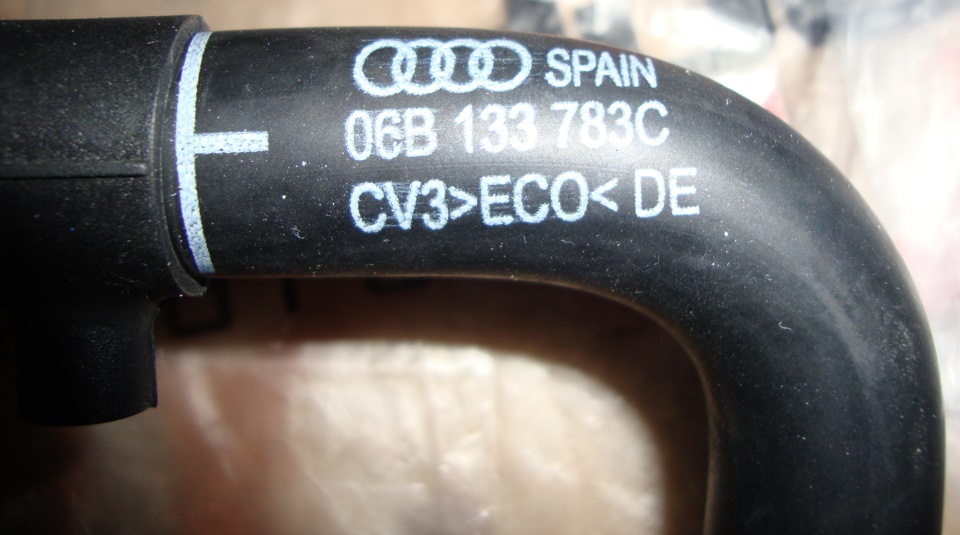 SPAIN
06B 133 783C
CV3>ECO< DE